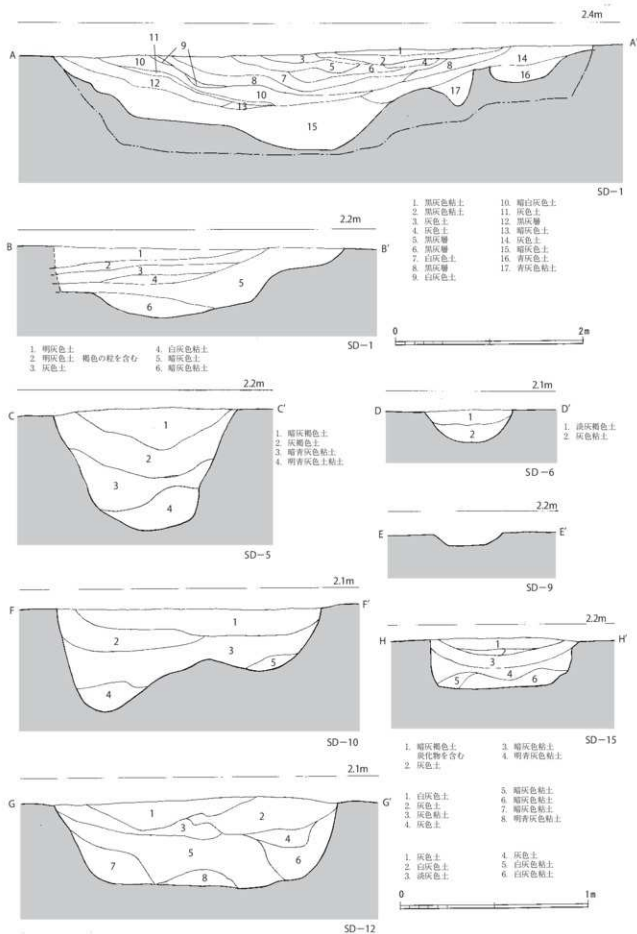 2.4m
A
A'
11
9
1
10
3
2
4
14
5
6
8
12
7
8
16
10
17
13
15
SD-1
1. 黒灰色粘土
2. 黒灰色粘土
3. 灰色土
4. 灰色土
5. 黒灰層
6. 黒灰層
7. 白灰色土
8. 黒灰層
9. 白灰色土
10. 暗白灰色土
11. 灰色土
12. 黒灰層
13. 暗灰色土
14. 灰色土
15. 暗灰色土
16. 青灰色土
17. 青灰色粘土
0 2m
2.2m
B
B'
1
2
3
4
5
6
SD-1
1. 明灰色土
2. 明灰色土 褐色の粒を含む
3. 灰色土
4. 白灰色粘土
5. 暗灰色土
6. 暗灰色粘土
2.2m
C
C'
1
2
3
4
SD-5
1. 暗灰褐色土
2. 灰褐色土
3. 暗青灰色粘土
4. 明青灰色土粘土
2.1m
D
D'
1
2
SD-6
1. 淡灰褐色土
2. 灰色粘土
2.2m
E
E'
SD-9
2.1m
F
F'
1
2
3
5
4
SD-10
2.2m
H
H'
1
2
3
4
5
6
SD-15
1. 暗灰褐色土
炭化物を含む
2. 灰色土
3. 暗灰色粘土
4. 明青灰色粘土
1. 白灰色土
2. 灰色土
3. 灰色粘土
4. 灰色土
5. 暗灰色粘土
6. 暗灰色粘土
7. 暗灰色粘土
8. 明青灰色粘土
1. 灰色土
2. 白灰色土
3. 淡灰色土
4. 灰色土
5. 白灰色粘土
6. 白灰色粘土
0 1m
2.1m
G
G'
1
2
3
4
5
6
7
8
SD-12